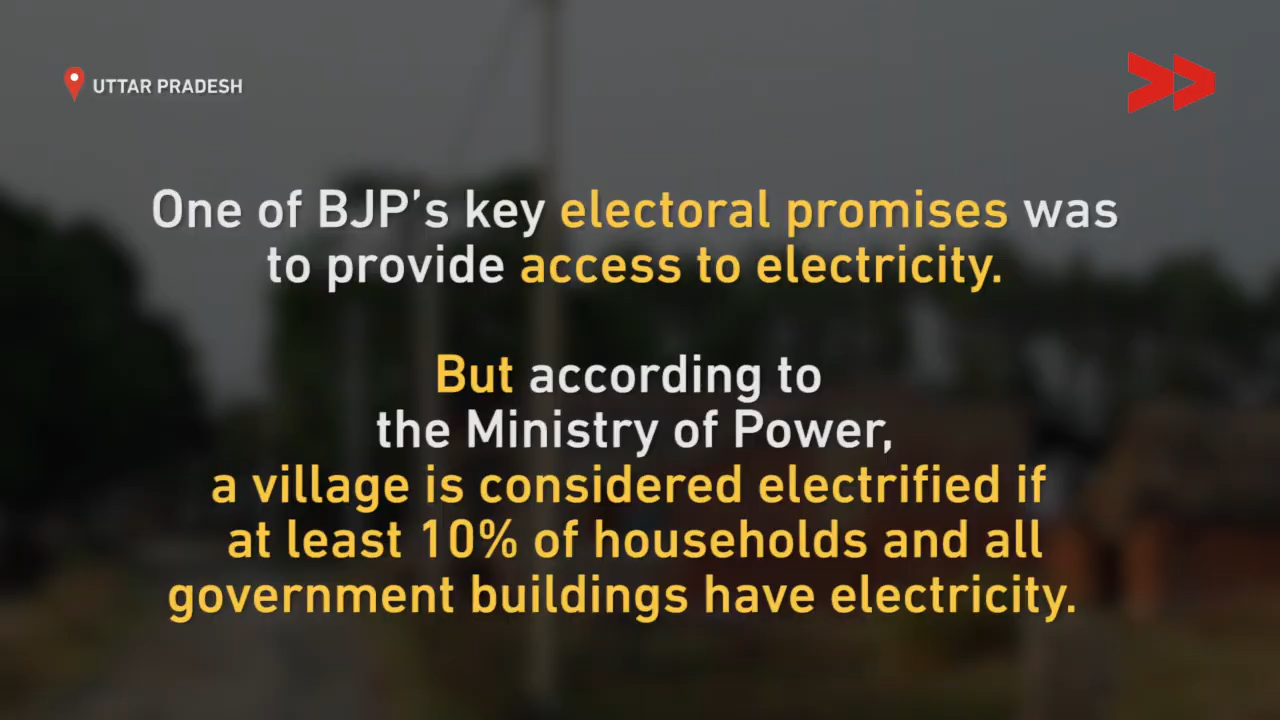 UTTAR PRADESH
One of BJP’s key electoral promises was
to provide access to electricity.
But according to
the Ministry of Power,
a village is considered electrified if
at least 10% of households and all
government buildings have electricity.